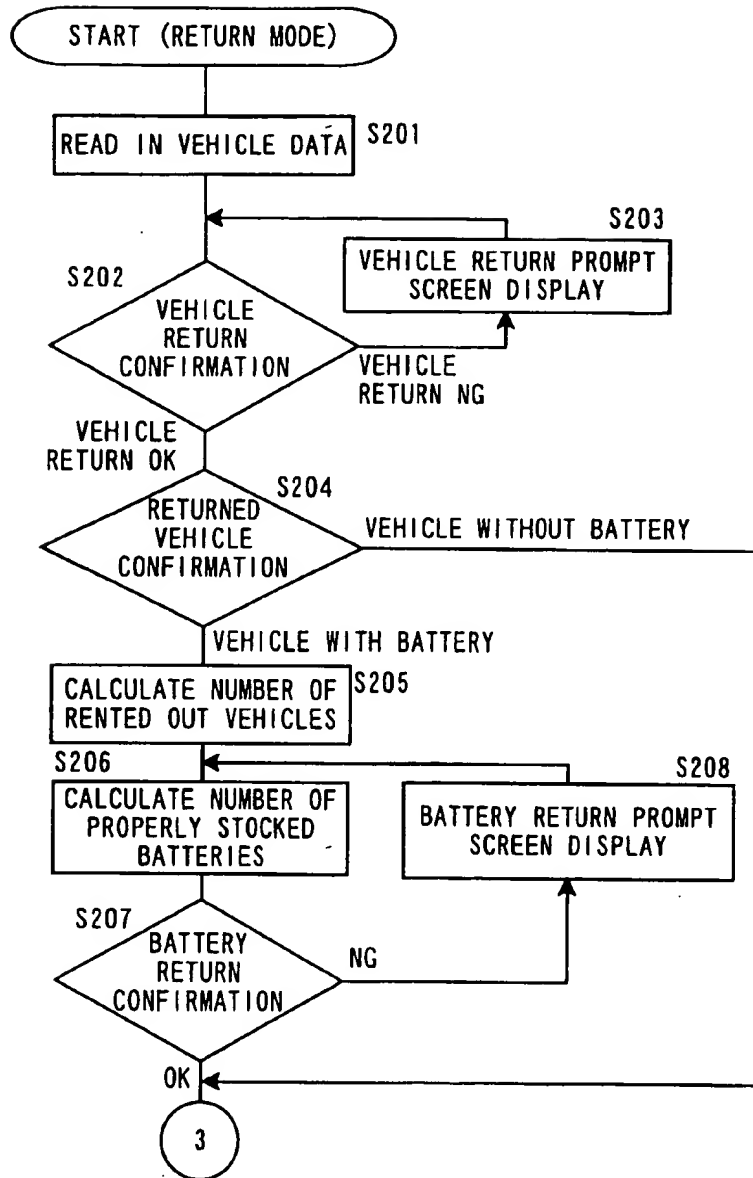 START (RETURN MODE)
READ IN VEHICLE DATA
S201
S203
VEHICLE RETURN PROMPT
SCREEN DISPLAY
S202
VEHICLE
RETURN
CONFIRMATION
VEHICLE
RETURN NG
VEHICLE
RETURN OK
S204
RETURNED
VEHICLE
CONFIRMATION
VEHICLE WITHOUT BATTERY
VEHICLE WITH BATTERY
CALCULATE NUMBER OF
RENTED OUT VEHICLES
S205
S206
CALCULATE NUMBER OF
PROPERLY STOCKED
BATTERIES
S208
BATTERY RETURN PROMPT
SCREEN DISPLAY
S207
BATTERY
RETURN
CONFIRMATION
NG
OK
3